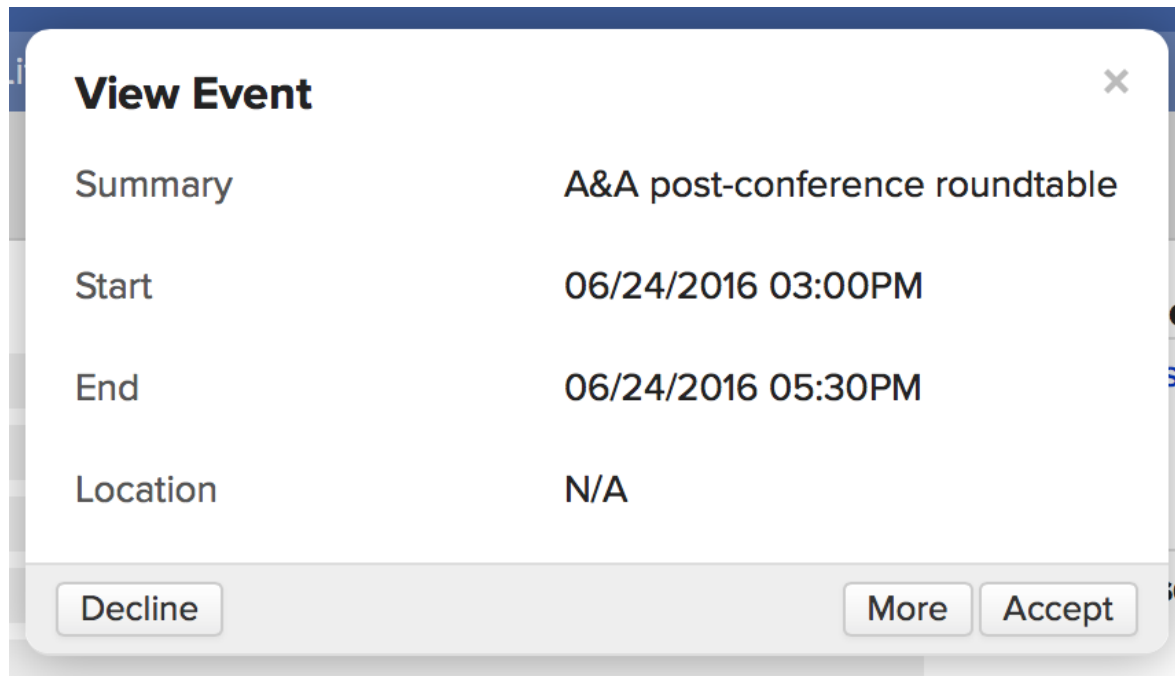 View Event ×
Summary A&A post-conference roundtable
Start 06/24/2016 03:00PM
End 06/24/2016 05:30PM
Location N/A
Decline More Accept